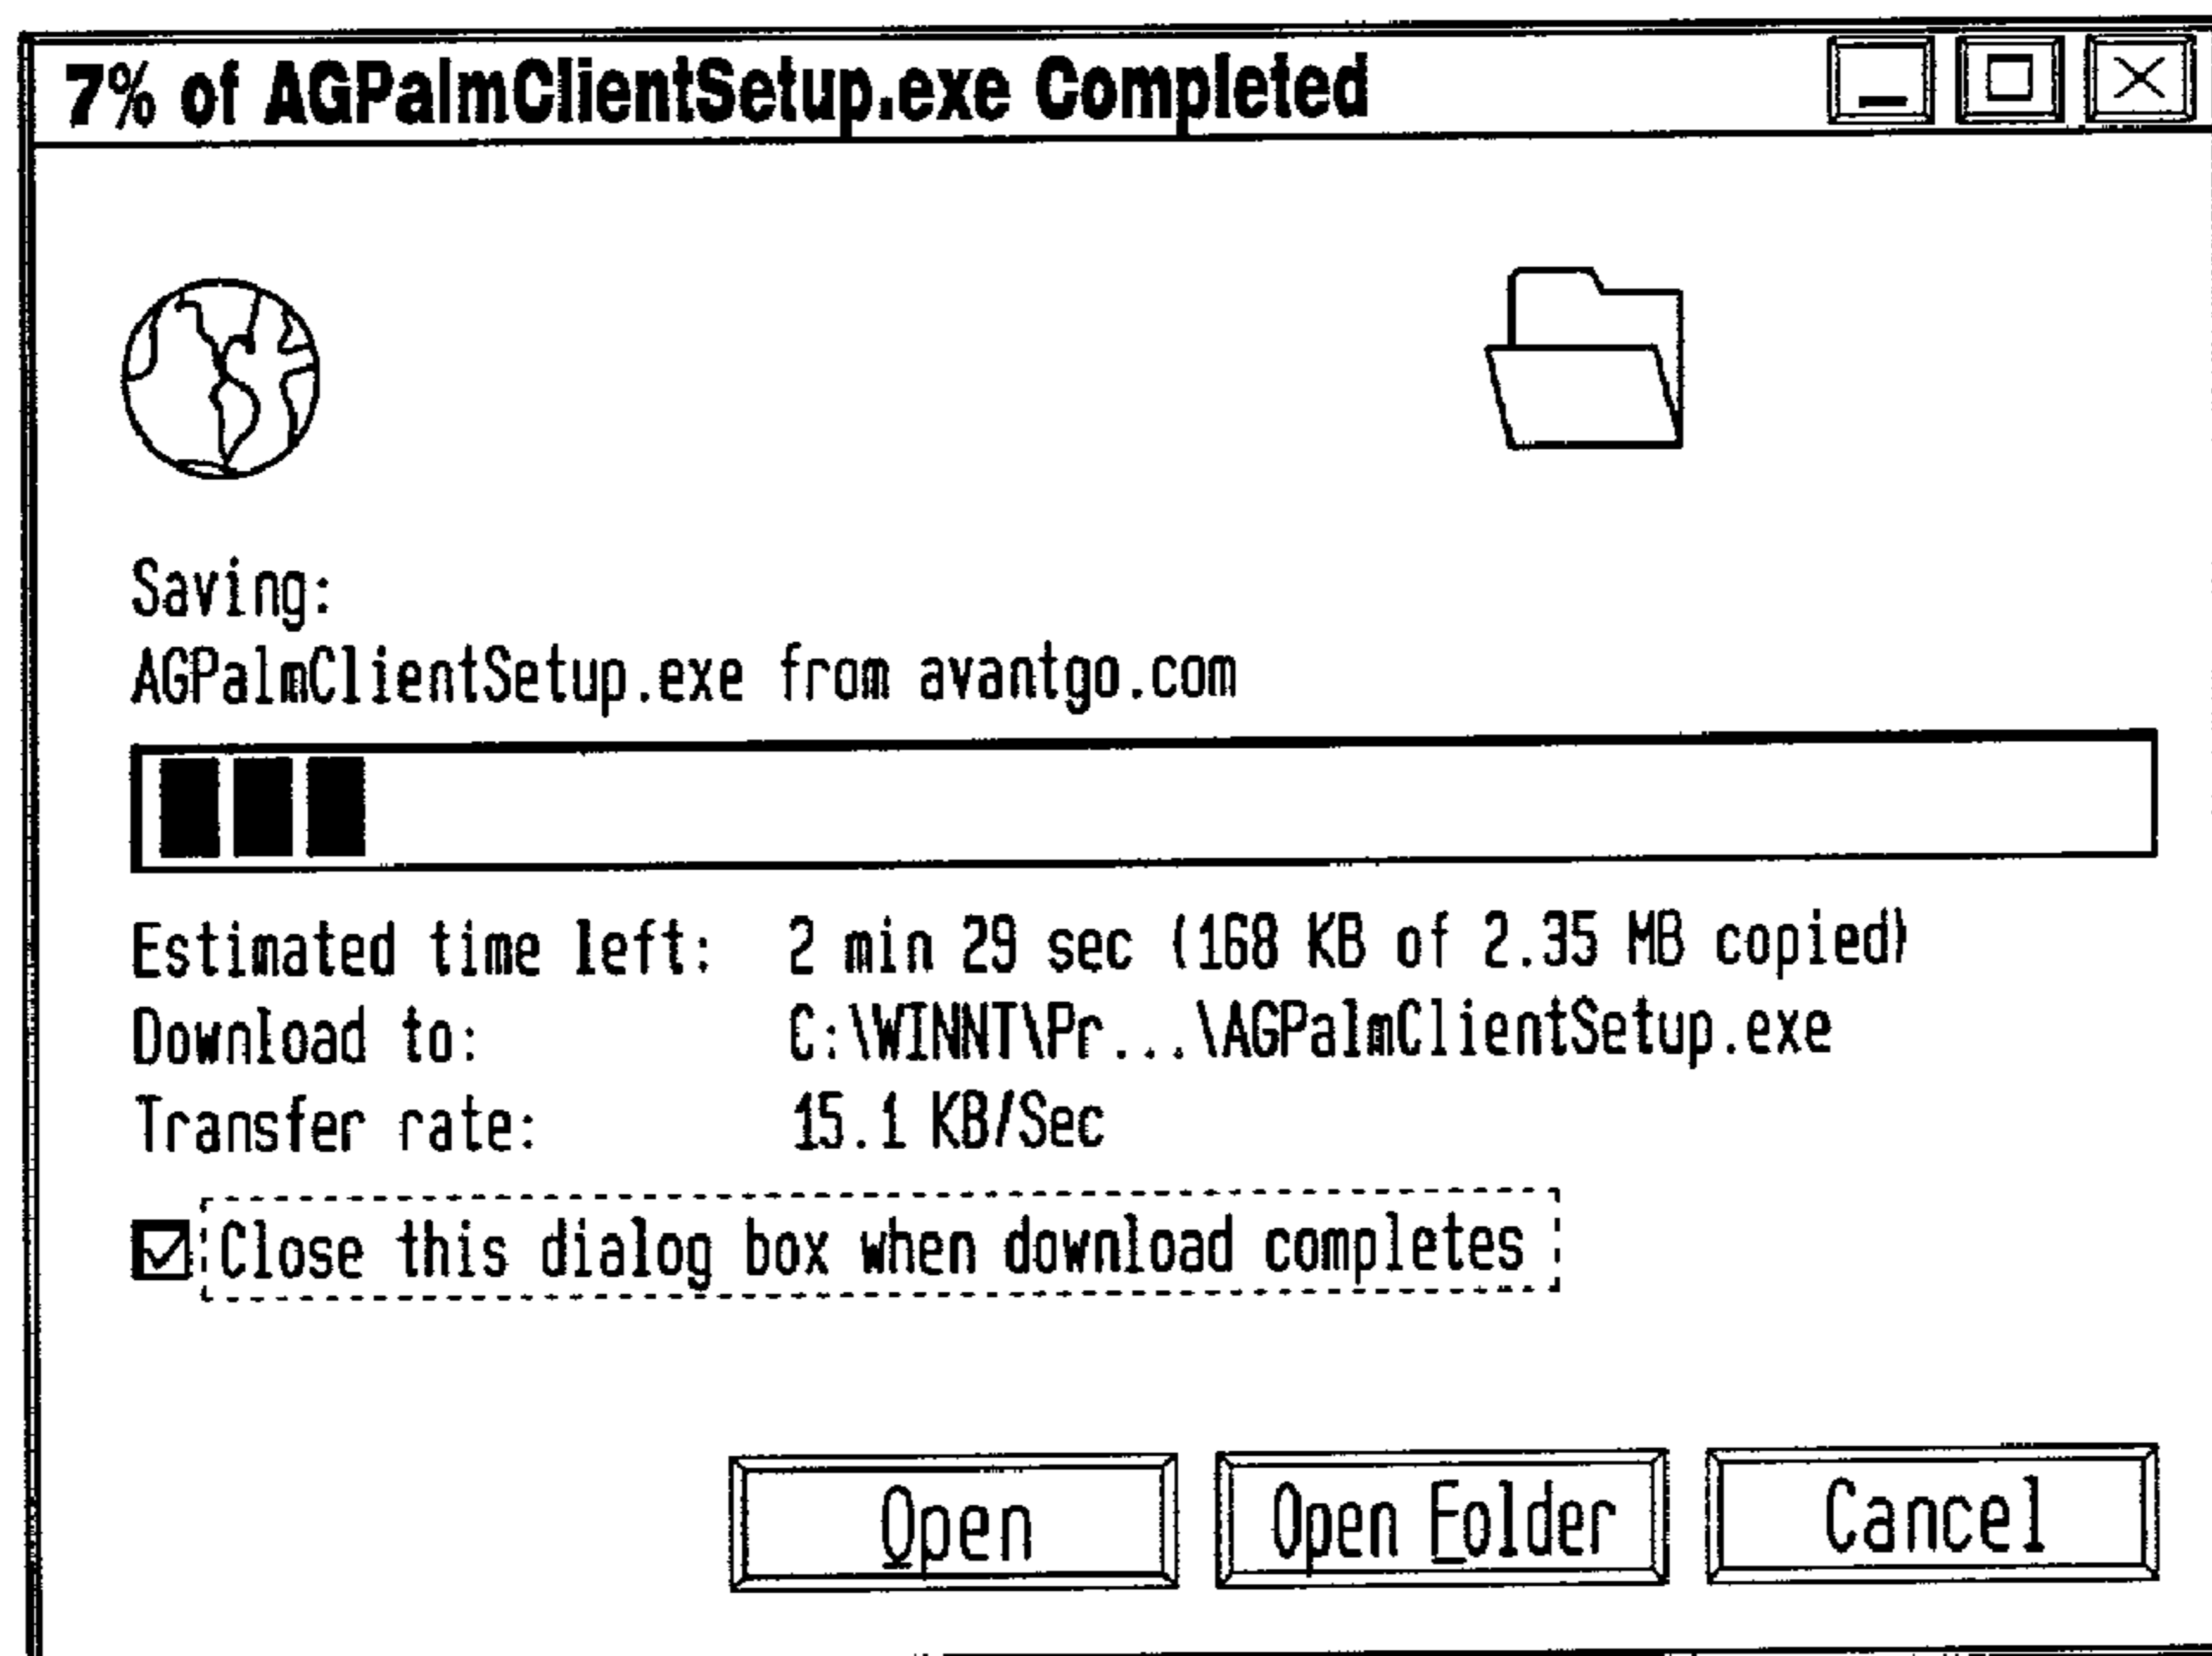 7% of AGPalmClientSetup.exe Completed
Saving:
AGPalmClientSetup.exe from avantgo.com
Estimated time left: 2 min 29 sec (168 KB of 2.35 MB copied)
Download to: C:\WINNT\Pr...\AGPalmClientSetup.exe
Transfer rate: 15.1 KB/Sec
Close this dialog box when download completes
Open Open Folder Cancel